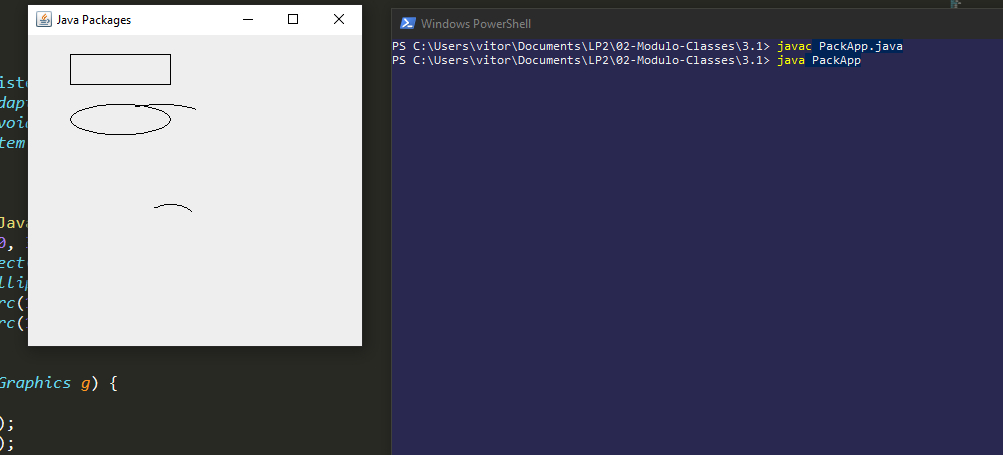 Java Packages
Windows PowerShell
PS C:\Users\vitor\Documents\LP2\02-Modulo-Classes\3.1> javac PackApp.java
PS C:\Users\vitor\Documents\LP2\02-Modulo-Classes\3.1> java PackApp
iste
dapt
void
tem
Java
0,
ect
llip
rc(
rc(
Graphics g) {
);
);